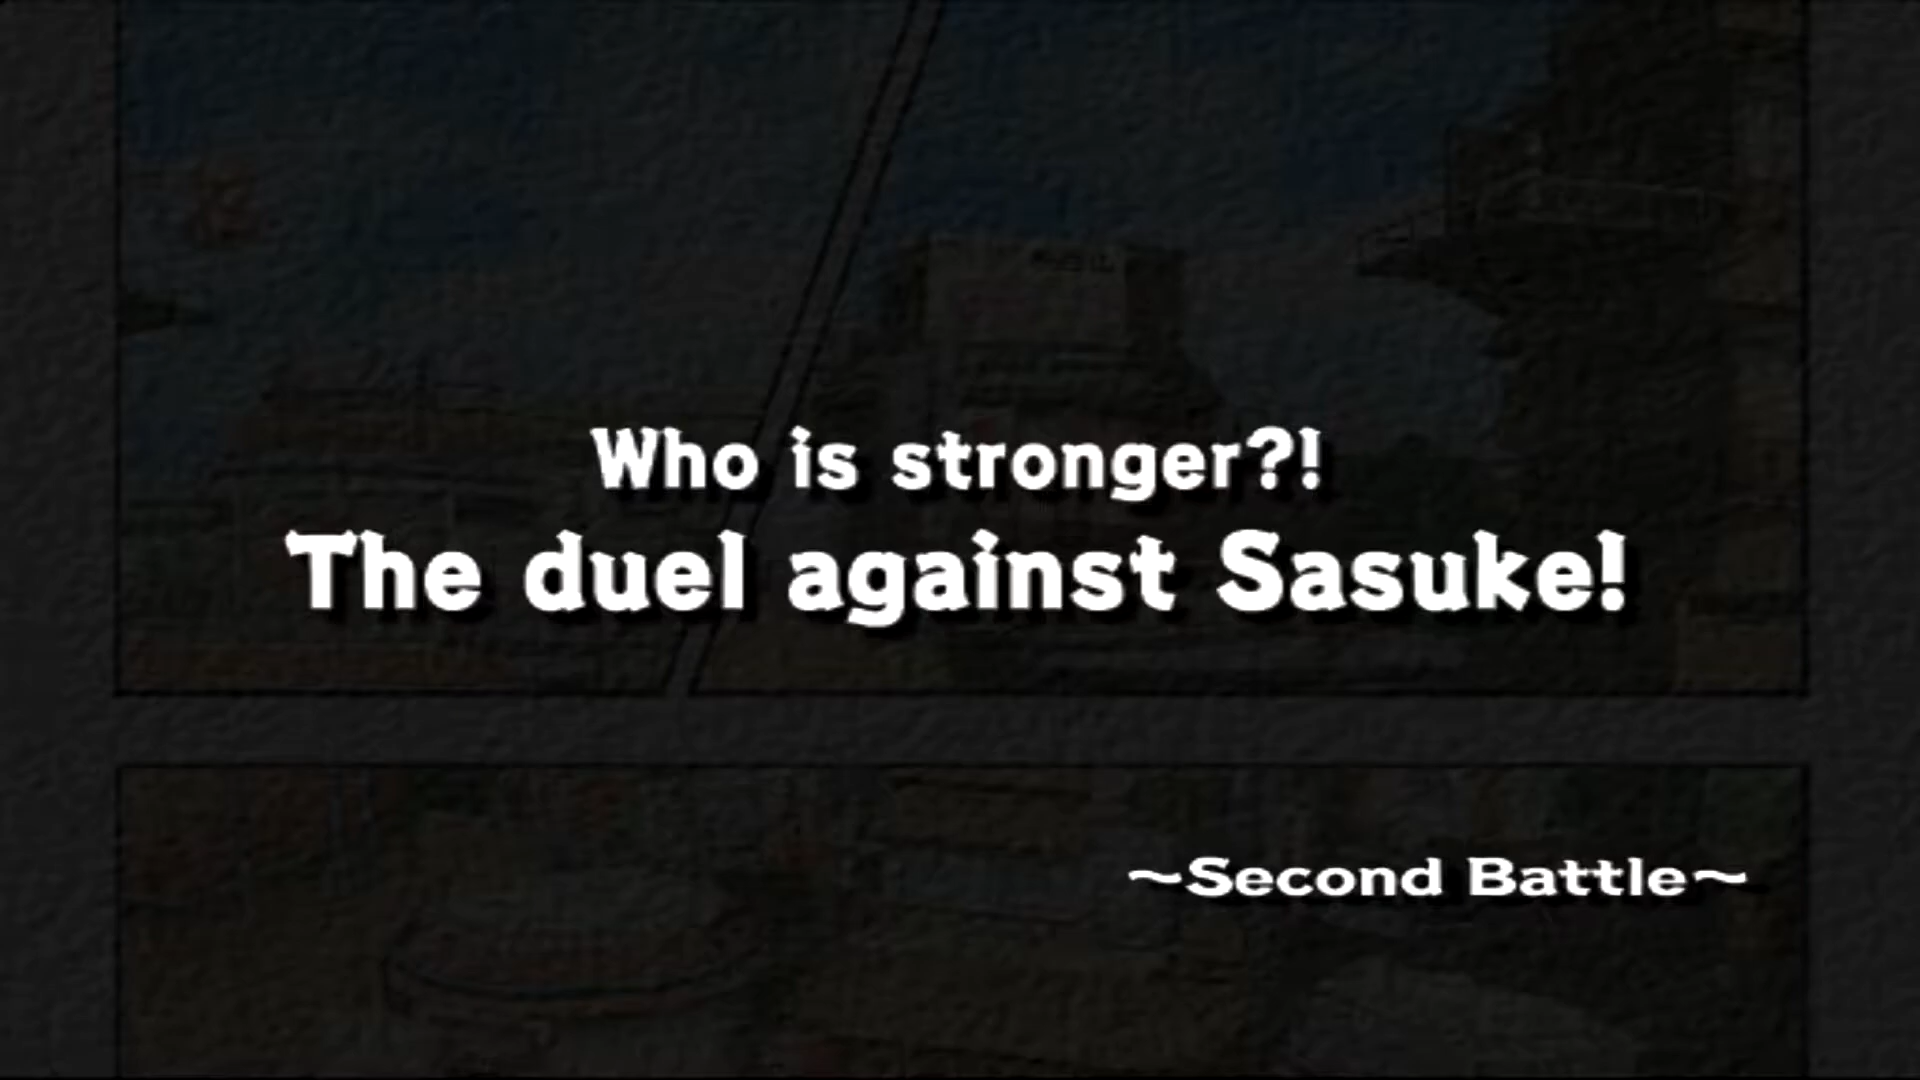 Who is stronger?!
The duel against Sasuke!
~Second Battle~